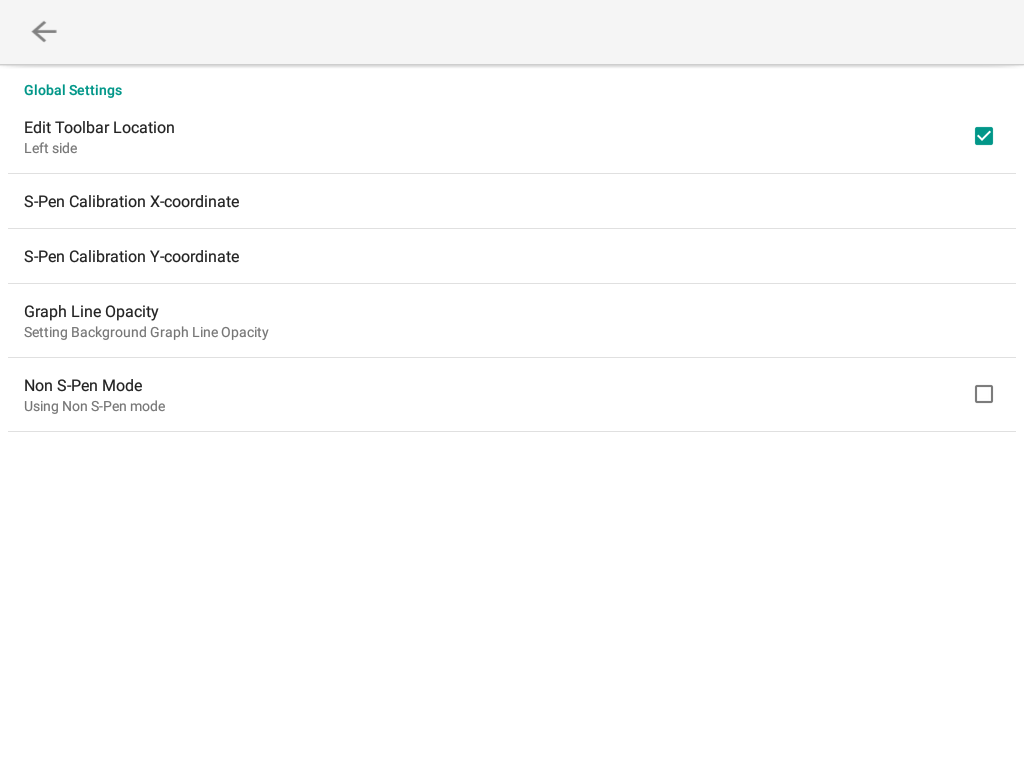 Global Settings
Edit Toolbar Location
Left side
S-Pen Calibration X-coordinate
S-Pen Calibration Y-coordinate
Graph Line Opacity
Setting Background Graph Line Opacity
Non S-Pen Mode
Using Non S-Pen mode